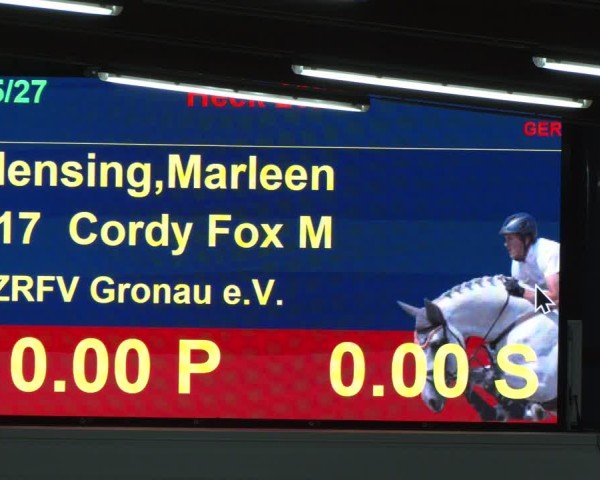 5/27
GER
lensing,Marleen
17 Cordy Fox M
ZRFV Gronau e.V.
0.00 P 0.00 S